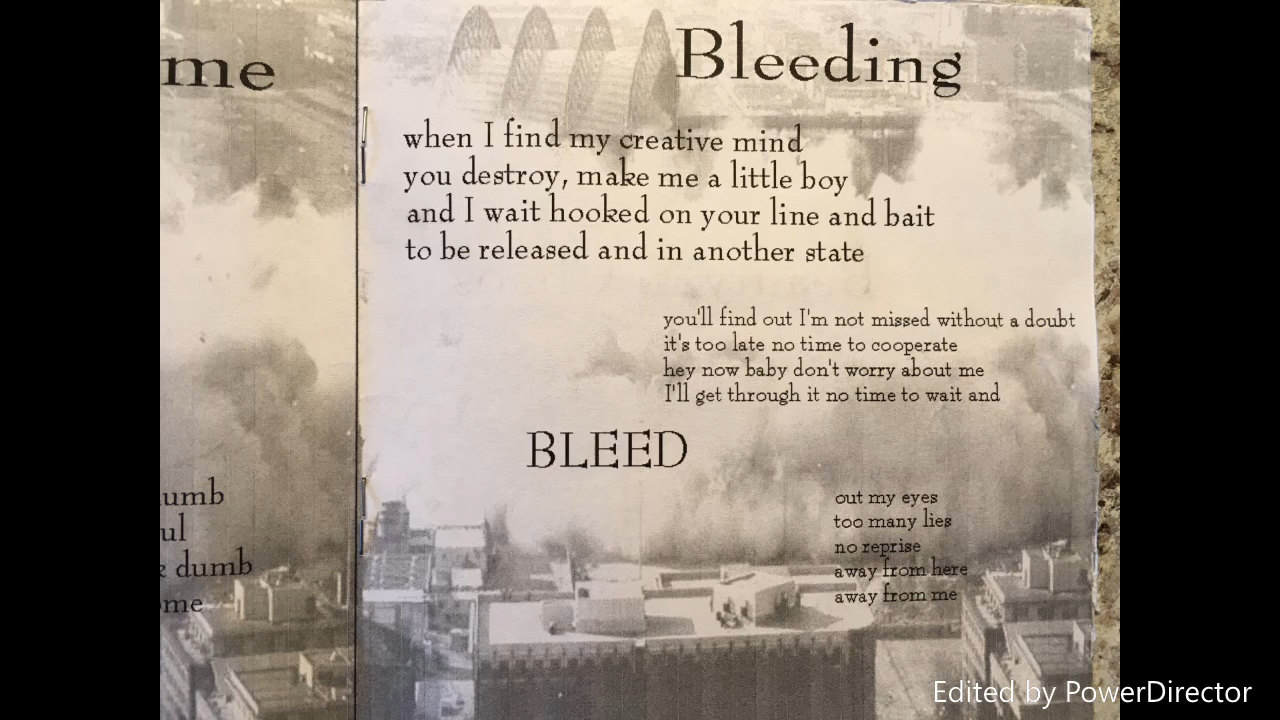 me
umb
ul
dumb
ome
Bleeding
when I find my creative mind
you destroy, make me a little boy
and I wait hooked on your line and bait
to be released and in another state
you'll find out I'm not missed without a doubt
it's too late no time to cooperate
hey now baby don't worry about me
I'll get through it no time to wait and
BLEED
out my eyes
too many lies
no reprise
away from here
away from me
Edited by PowerDirector